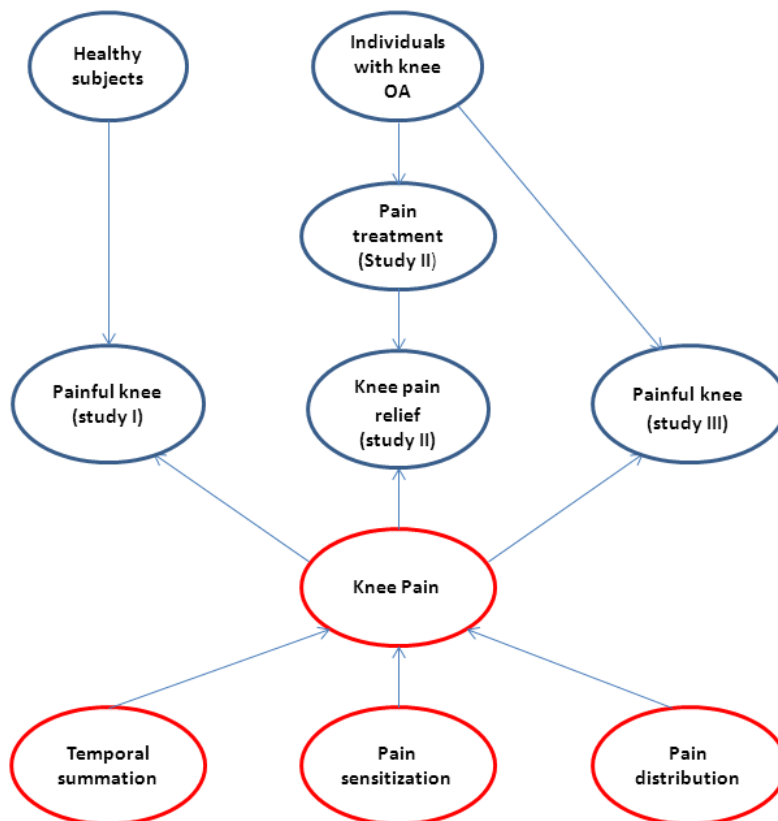 Healthy
subjects
Individuals
with knee
OA
Pain
treatment
(Study II)
Painful knee
(study I)
Knee pain
relief
(study II)
Painful knee
(study III)
Knee Pain
Temporal
summation
Pain
sensitization
Pain
distribution